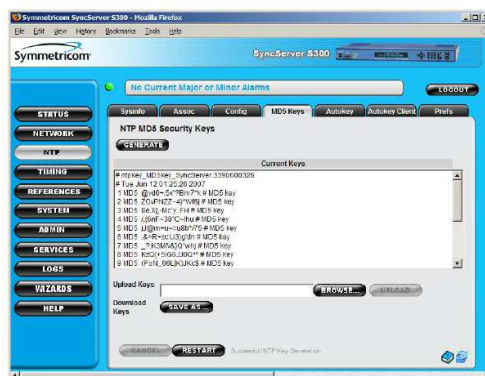 Symmetricom SyncServer S300 - Mozilla Firefox
File Edit View History Bookmarks Tools Help
Symmetricom
SyncServer S300
No Current Major or Minor Alarms
LOGOUT
STATUS
NETWORK
NTP
TIMING
REFERENCES
SYSTEM
ADMIN
SERVICES
LOGS
WIZARDS
HELP
Sysinfo Assoc Config MD5 Keys Autokey Autokey Client Prefs
NTP MD5 Security Keys
GENERATE
Current Keys
# ntpkey_MD5key_SyncServer.3390600326
# Tue Jun 12 01:25:26 2007
1 MD5 # MD5 key
2 MD5 # MD5 key
3 MD5 # MD5 key
4 MD5 # MD5 key
5 MD5 # MD5 key
6 MD5 # MD5 key
7 MD5 # MD5 key
8 MD5 # MD5 key
9 MD5 # MD5 key
Upload Keys
BROWSE... UPLOAD
Download
Keys
SAVE AS...
CANCEL RESTART Successfull NTP Key Generation